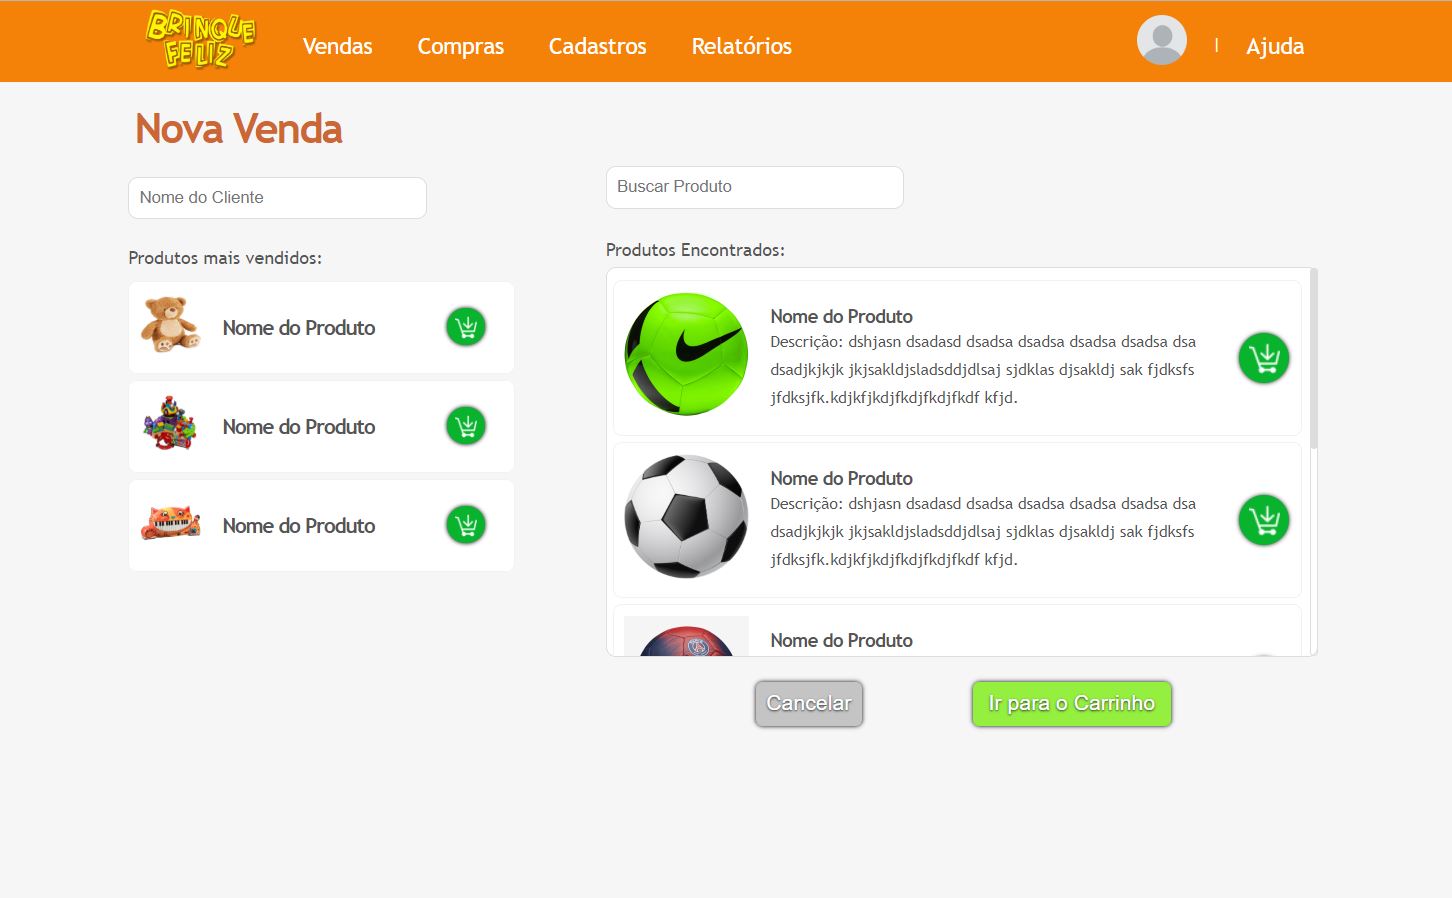 BRINQUE
FELIZ
Vendas
Compras
Cadastros
Relatórios
|
Ajuda
Nova Venda
Nome do Cliente
Produtos mais vendidos:
Nome do Produto
Nome do Produto
Nome do Produto
Buscar Produto
Produtos Encontrados:
Nome do Produto
Descrição: dshjasn dsadasd dsadsa dsadsa dsadsa dsadsa dsa
dsadjkjkjk jkjsakldjsladsddjdlsaj sjdklas djsakldj sak fjdksfs
jfdksjfk.kdjkfjkdjfkdjfkdjfkdf kfjd.
Nome do Produto
Descrição: dshjasn dsadasd dsadsa dsadsa dsadsa dsadsa dsa
dsadjkjkjk jkjsakldjsladsddjdlsaj sjdklas djsakldj sak fjdksfs
jfdksjfk.kdjkfjkdjfkdjfkdjfkdf kfjd.
Nome do Produto
Cancelar
Ir para o Carrinho